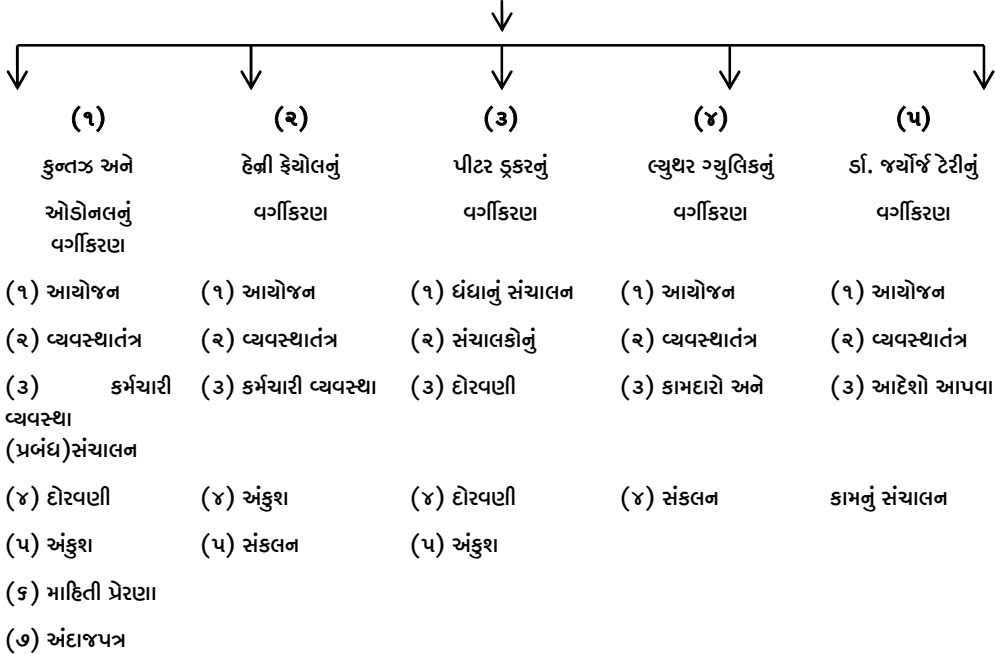 (૧) (૨) (૩) (૪) (૫)
કુન્તઝ અને હેન્રી ફેયોલનું પીટર ડ્રકરનું લ્યુથર ગ્યુલિકનું ર્ડા. જર્યોર્જ ટેરીનું
ઓડોનલનું વર્ગીકરણ વર્ગીકરણ વર્ગીકરણ વર્ગીકરણ
વર્ગીકરણ
(૧) આયોજન (૧) આયોજન (૧) ધંધાનું સંચાલન (૧) આયોજન (૧) આયોજન
(૨) વ્યવસ્થાતંત્ર (૨) વ્યવસ્થાતંત્ર (૨) સંચાલકોનું (૨) વ્યવસ્થાતંત્ર (૨) વ્યવસ્થાતંત્ર
(૩) કર્મચારી (૩) કર્મચારી વ્યવસ્થા (૩) દોરવણી (૩) કામદારો અને (૩) આદેશો આપવા
વ્યવસ્થા
(પ્રબંધ)સંચાલન
(૪) દોરવણી (૪) અંકુશ (૪) દોરવણી (૪) સંકલન કામનું સંચાલન
(૫) અંકુશ (૫) સંકલન (૫) અંકુશ
(૬) માહિતી પ્રેરણા
(૭) અંદાજપત્ર